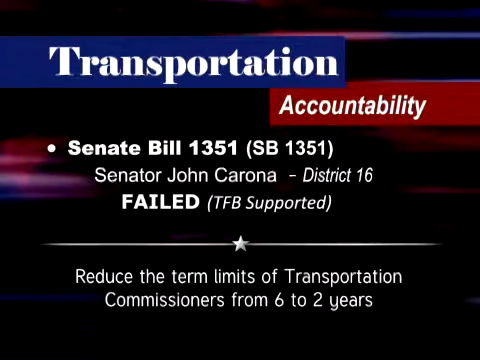 Transportation
Accountability
• Senate Bill 1351 (SB 1351)
Senator John Carona - District 16
FAILED (TFB Supported)
Reduce the term limits of Transportation
Commissioners from 6 to 2 years